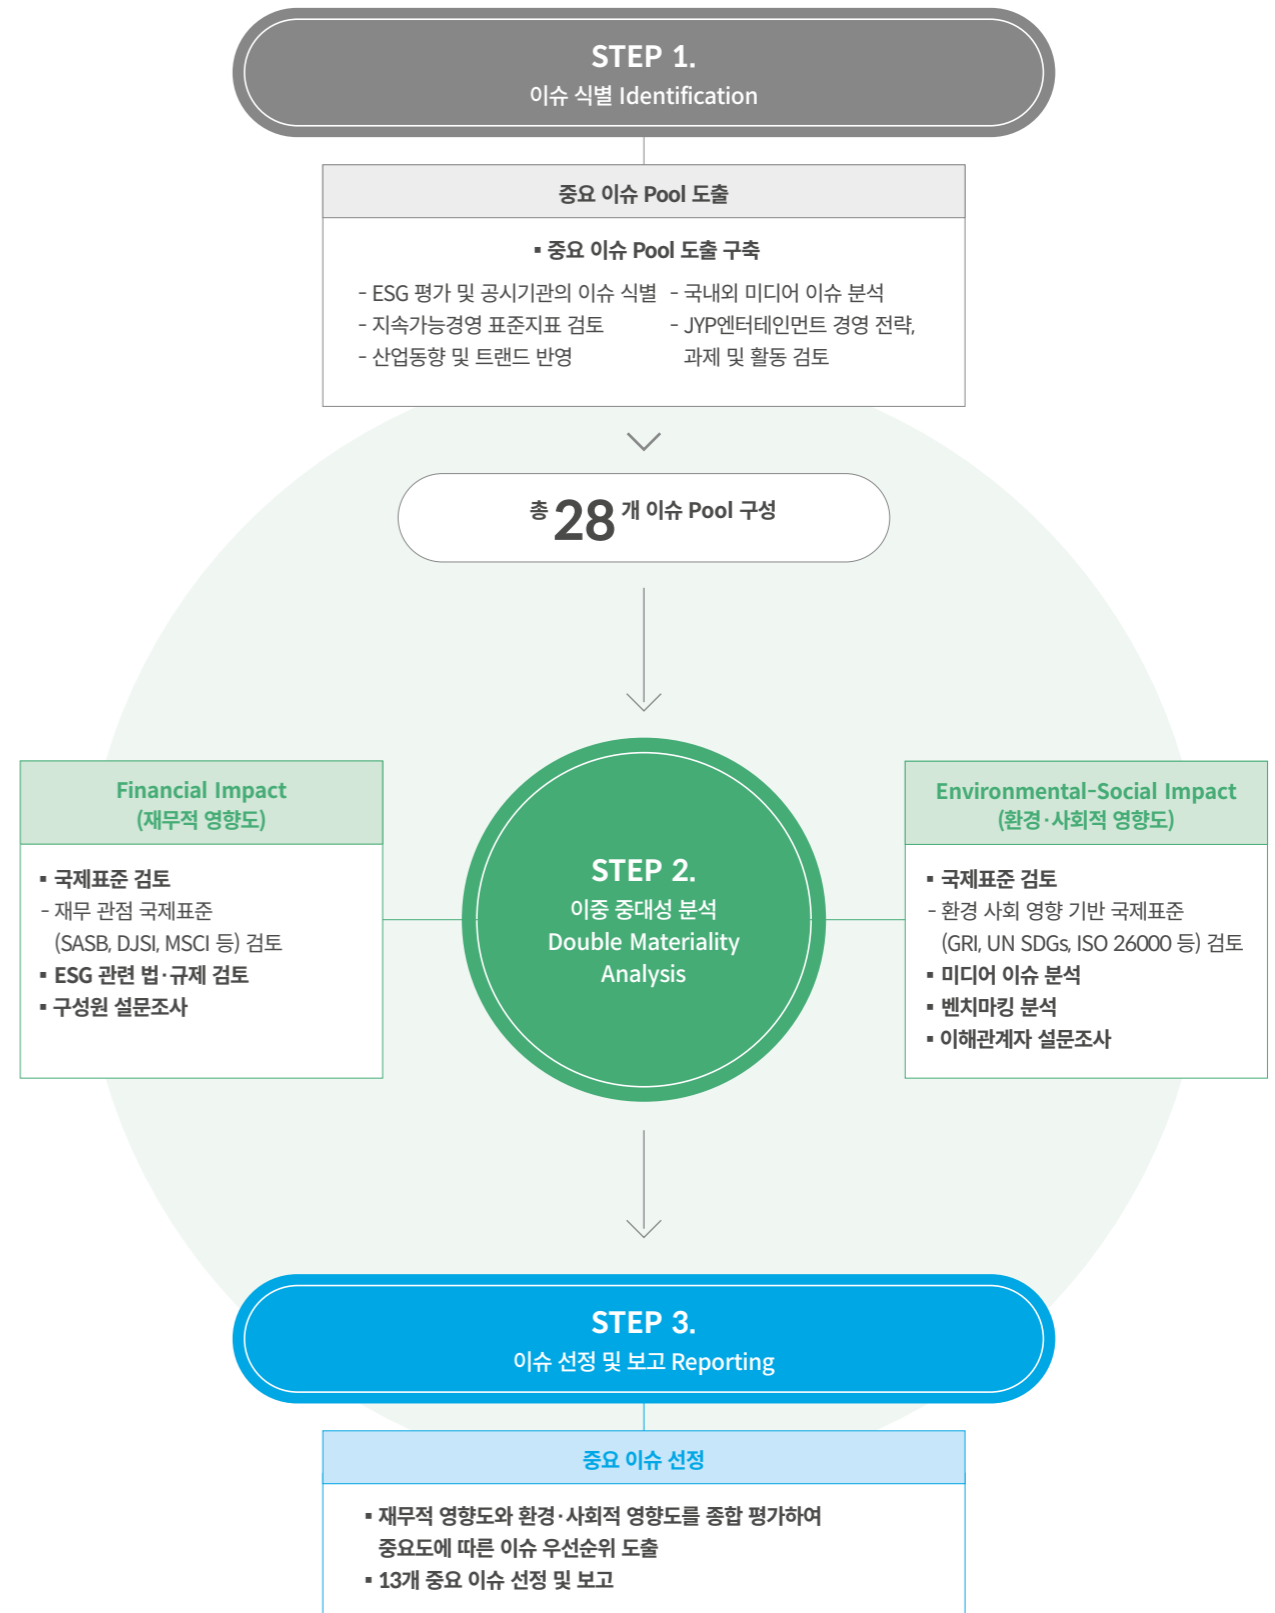 STEP 1.
이슈 식별 Identification
중요 이슈 Pool 도출
▪ 중요 이슈 Pool 도출 구축
- ESG 평가 및 공시기관의 이슈 식별
- 지속가능경영 표준지표 검토
- 산업동향 및 트랜드 반영
- 국내외 미디어 이슈 분석
- JYP엔터테인먼트 경영 전략,
과제 및 활동 검토
총 28개 이슈 Pool 구성
Financial Impact
(재무적 영향도)
▪ 국제표준 검토
- 재무 관점 국제표준
(SASB, DJSI, MSCI 등) 검토
▪ ESG 관련 법·규제 검토
▪ 구성원 설문조사
STEP 2.
이중 중대성 분석
Double Materiality
Analysis
Environmental-Social Impact
(환경·사회적 영향도)
▪ 국제표준 검토
- 환경 사회 영향 기반 국제표준
(GRI, UN SDGs, ISO 26000 등) 검토
▪ 미디어 이슈 분석
▪ 벤치마킹 분석
▪ 이해관계자 설문조사
STEP 3.
이슈 선정 및 보고 Reporting
중요 이슈 선정
▪ 재무적 영향도와 환경·사회적 영향도를 종합 평가하여
중요도에 따른 이슈 우선순위 도출
▪ 13개 중요 이슈 선정 및 보고